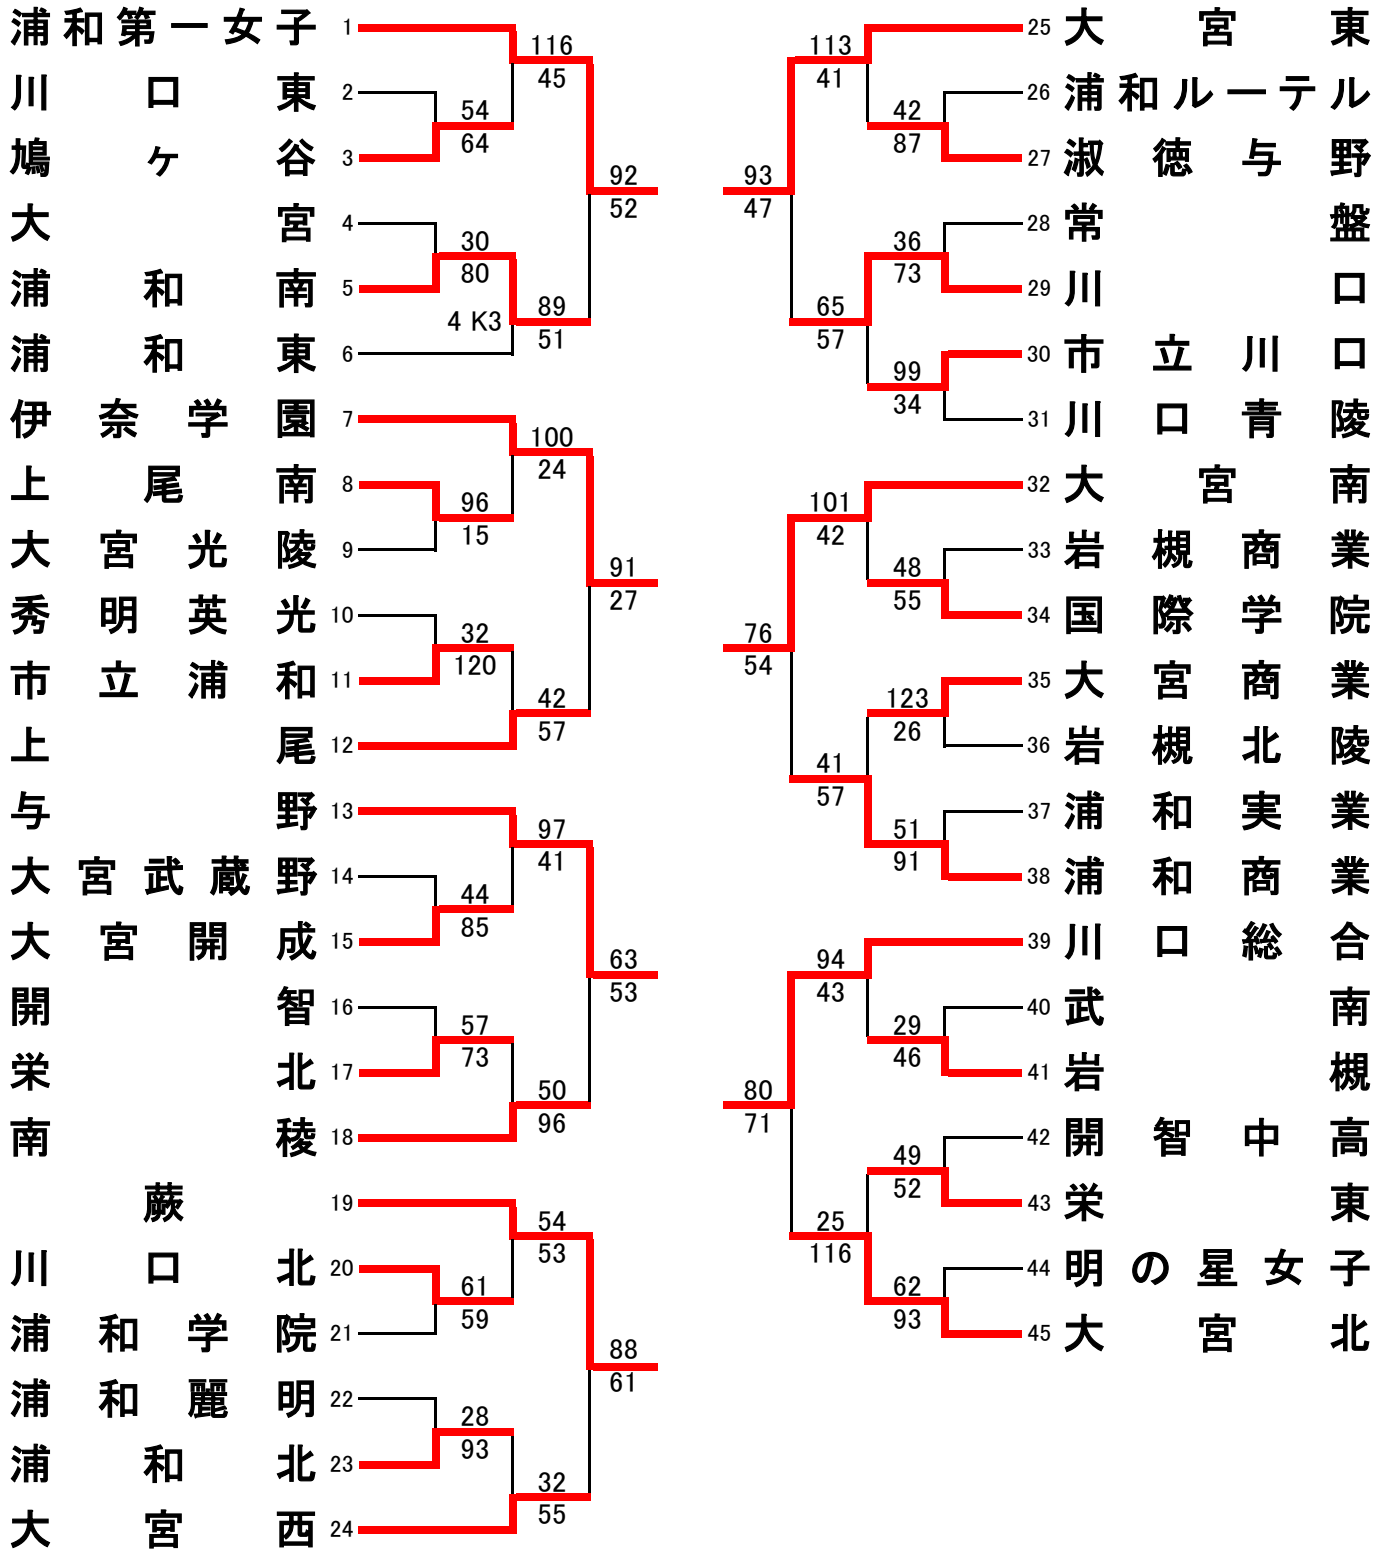 浦和第一女子 1
川口東 2
鳩ヶ谷 3
大宮 4
浦和南 5
浦和東 6
伊奈学園 7
上尾南 8
大宮光陵 9
秀明英光 10
市立浦和 11
上尾 12
与野 13
大宮武蔵野 14
大宮開成 15
開智 16
栄北 17
南稜 18
蕨 19
川口北 20
浦和学院 21
浦和麗明 22
浦和北 23
大宮西 24
54
64
30
80
4 K3
96
15
32
120
44
85
57
73
61
59
28
93
116
45
89
51
100
24
42
57
97
41
50
96
54
53
32
55
92
52
91
27
63
53
88
61
93
47
76
54
80
71
113
41
65
57
101
42
41
57
94
43
25
116
42
87
36
73
99
34
48
55
123
26
51
91
29
46
49
52
62
93
25 大宮東
26 浦和ルーテル
27 淑徳与野
28 常盤
29 川口
30 市立川口
31 川口青陵
32 大宮南
33 岩槻商業
34 国際学院
35 大宮商業
36 岩槻北陵
37 浦和実業
38 浦和商業
39 川口総合
40 武南
41 岩槻
42 開智中高
43 栄東
44 明の星女子
45 大宮北